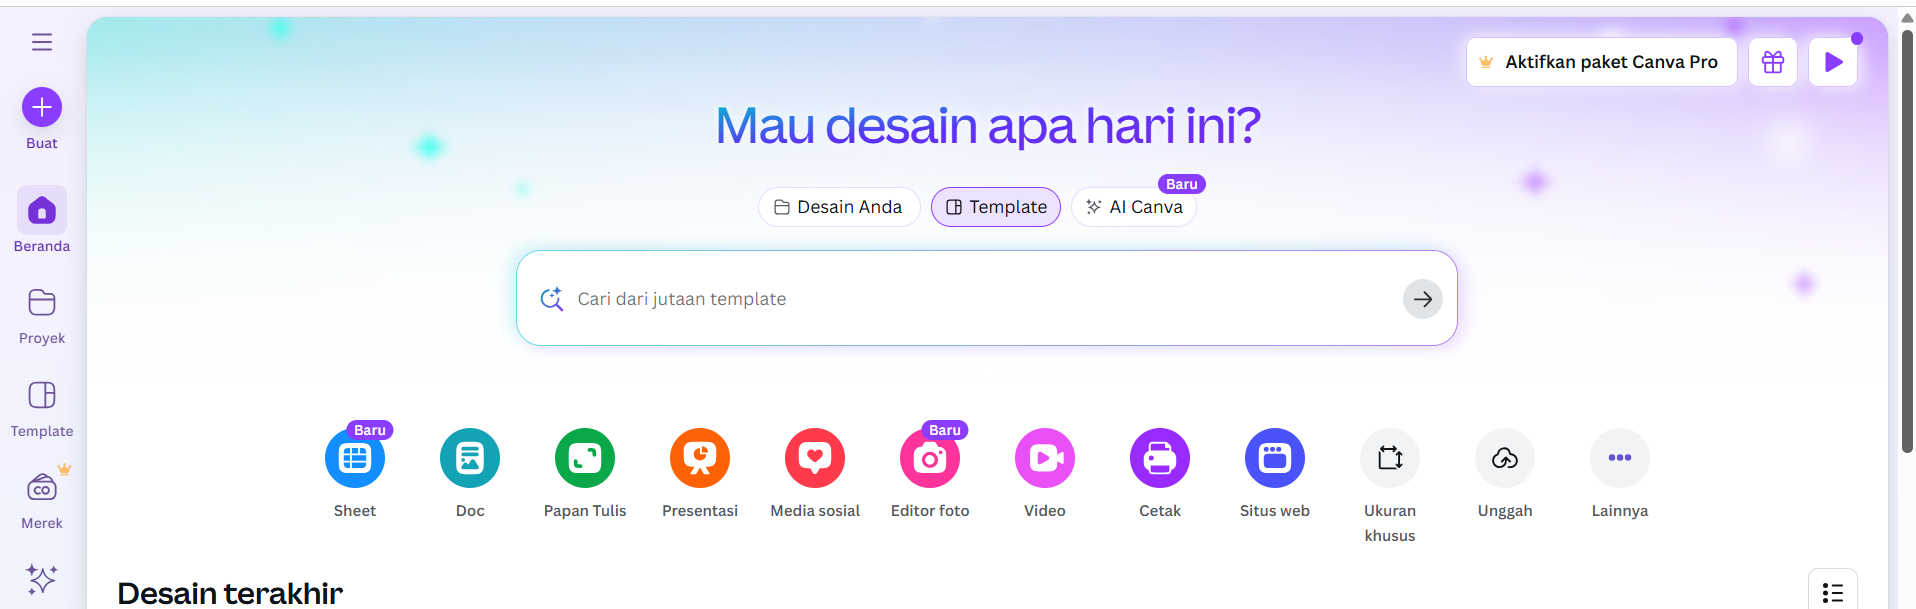 Aktifkan paket Canva Pro
Buat
Mau desain apa hari ini?
Baru
Desain Anda
Template
AI Canva
Beranda
Cari dari jutaan template
Proyek
Template
Baru
Baru
CO
Merek
Sheet
Doc
Papan Tulis
Presentasi
Media sosial
Editor foto
Video
Cetak
Situs web
Ukuran
khusus
Unggah
Lainnya
Desain terakhir